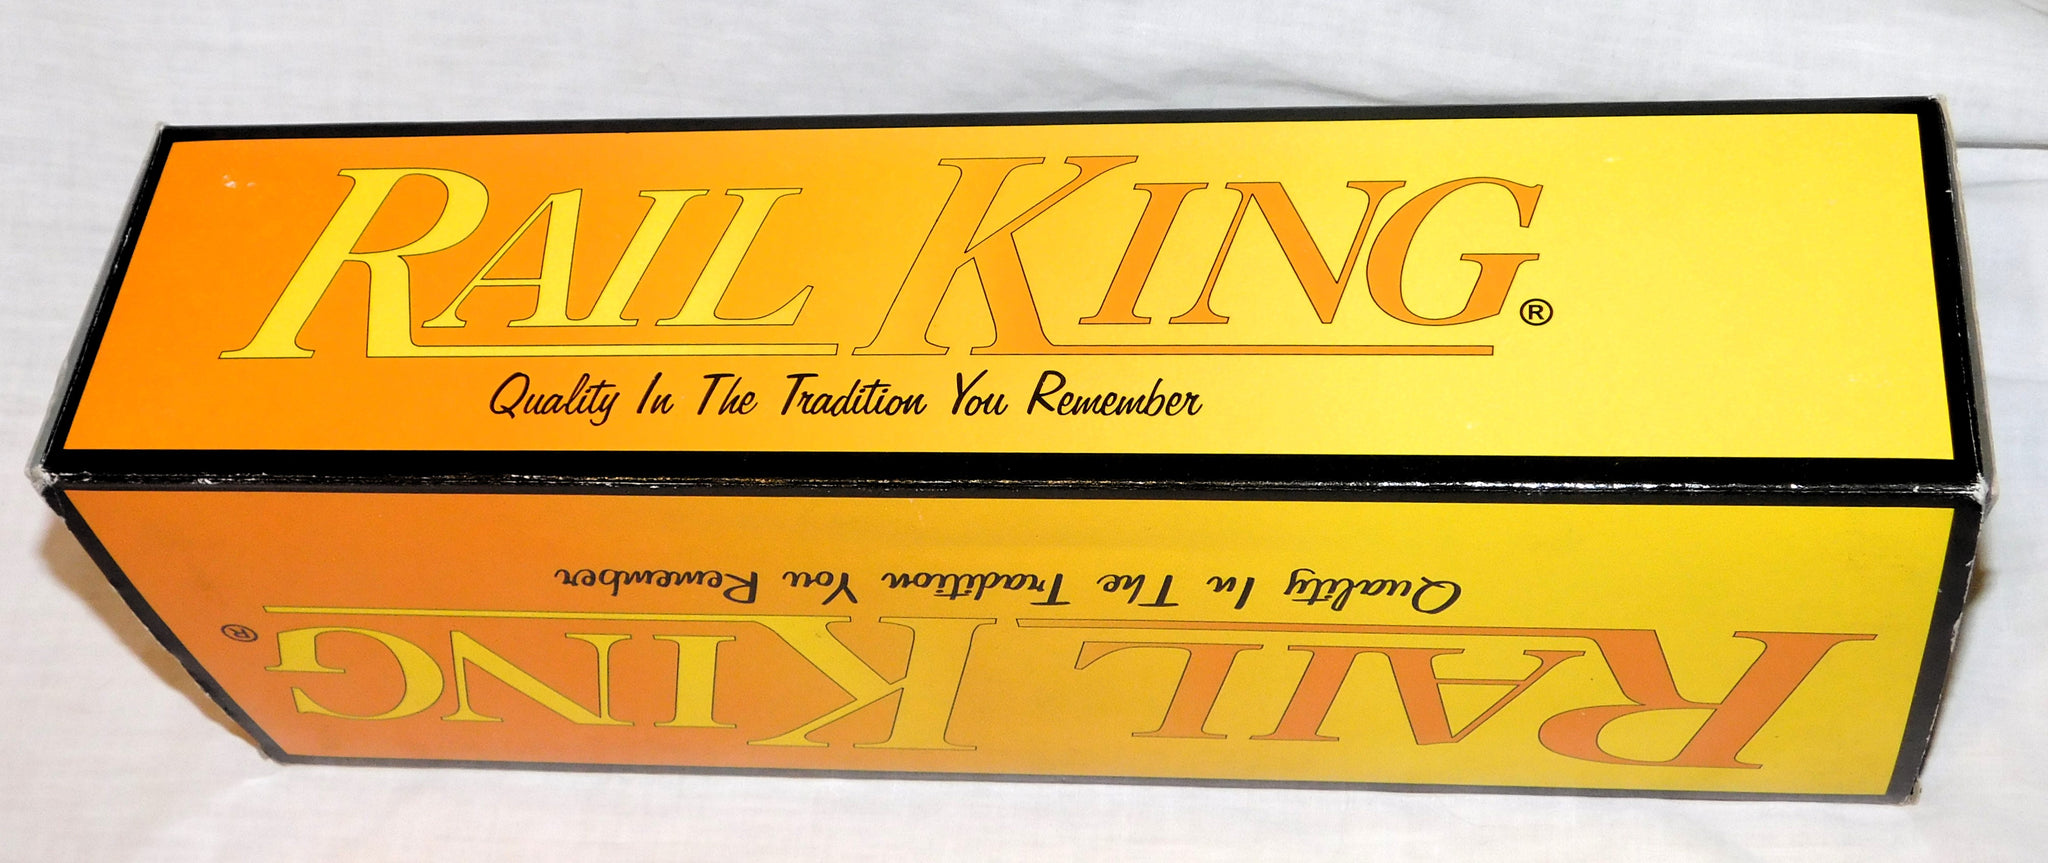 RAIL KING®
Quality In The Tradition You Remember
Quality In The Tradition You Remember
RAIL KING®